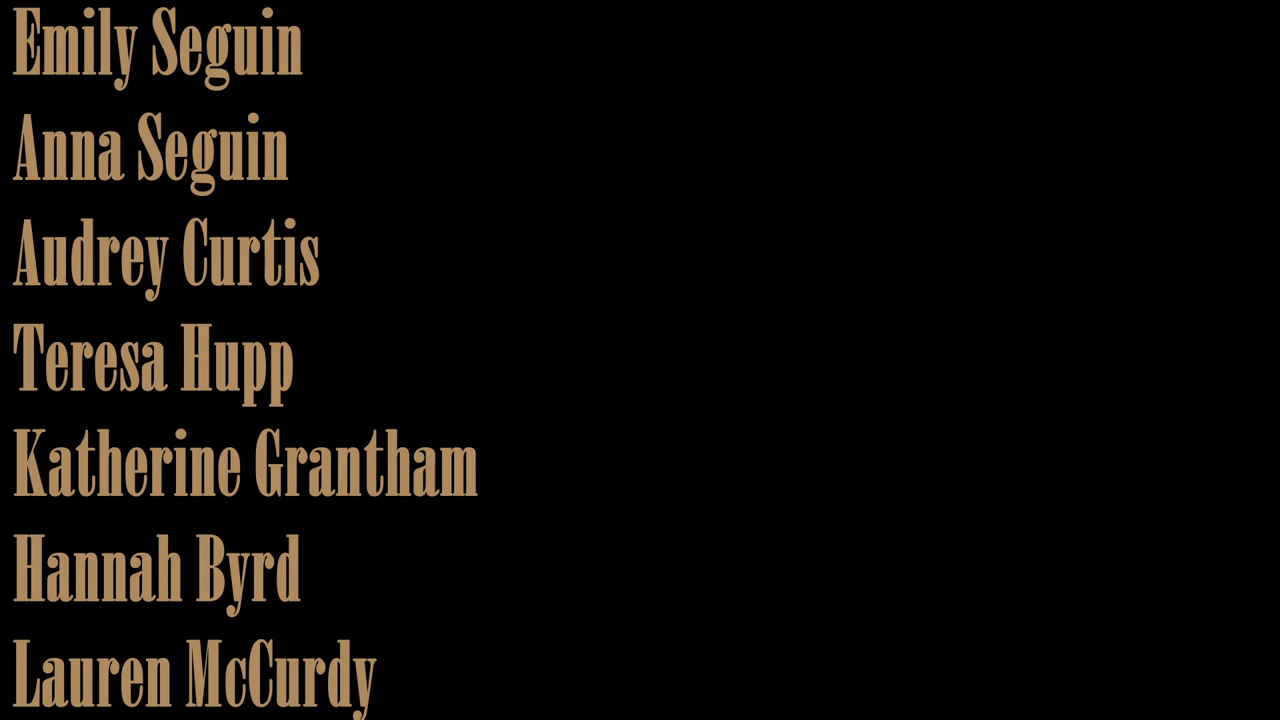 Emily Seguin
Anna Seguin
Audrey Curtis
Teresa Hupp
Katherine Grantham
Hannah Byrd
Lauren McCurdy